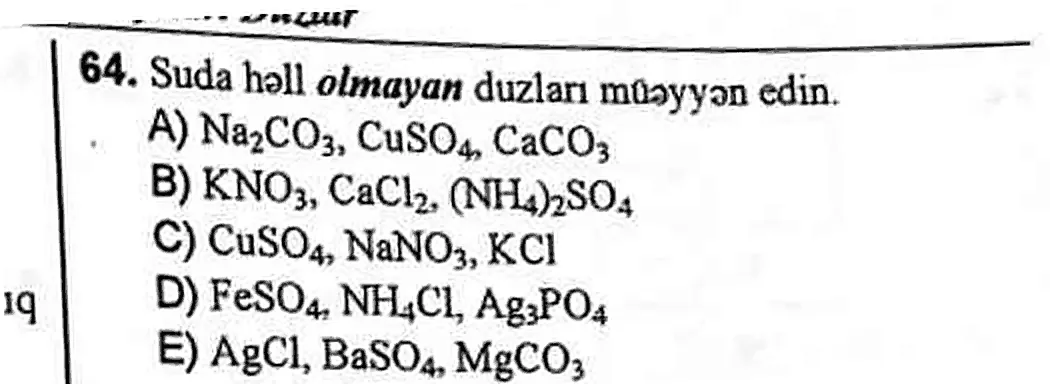 64. Suda həll olmayan duzları müəyyən edin.
A) Na₂CO₃, CuSO₄, CaCO₃
B) KNO₃, CaCl₂, (NH₄)₂SO₄
C) CuSO₄, NaNO₃, KCl
D) FeSO₄, NH₄Cl, Ag₃PO₄
ıq
E) AgCl, BaSO₄, MgCO₃